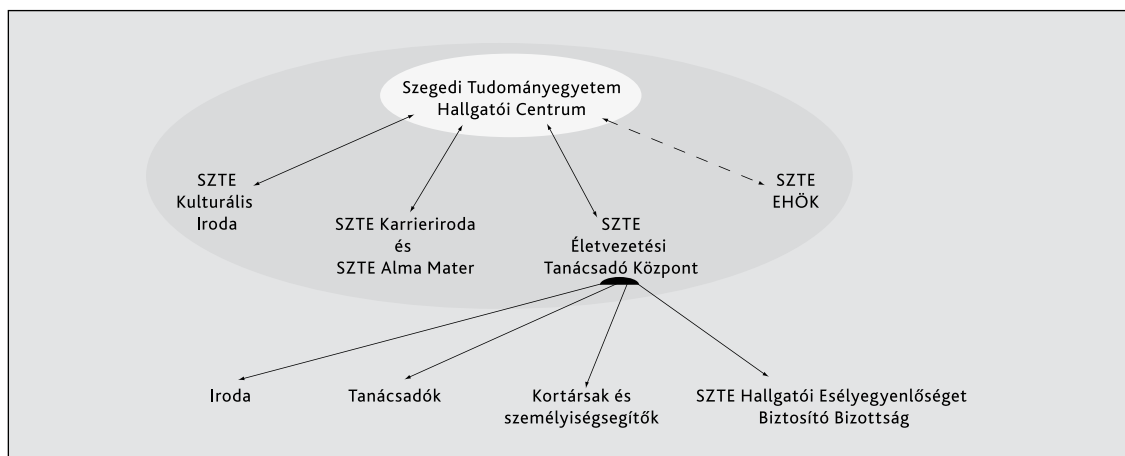 Szegedi Tudományegyetem
Hallgatói Centrum
SZTE
Kulturális
Iroda
SZTE Karrieriroda
és
SZTE Alma Mater
SZTE
Életvezetési
Tanácsadó Központ
SZTE
EHÖK
Iroda
Tanácsadók
Kortársak és
személyiségsegítők
SZTE Hallgatói Esélyegyenlőséget
Biztosító Bizottság